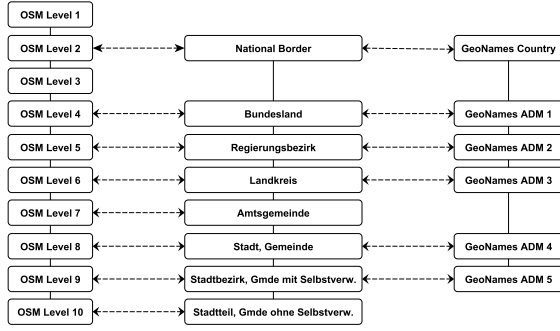 OSM Level 1
OSM Level 2 National Border GeoNames Country
OSM Level 3
OSM Level 4 Bundesland GeoNames ADM 1
OSM Level 5 Regierungsbezirk GeoNames ADM 2
OSM Level 6 Landkreis GeoNames ADM 3
OSM Level 7 Amtsgemeinde
OSM Level 8 Stadt, Gemeinde GeoNames ADM 4
OSM Level 9 Stadtbezirk, Gmde mit Selbstverw. GeoNames ADM 5
OSM Level 10 Stadtteil, Gmde ohne Selbstverw.